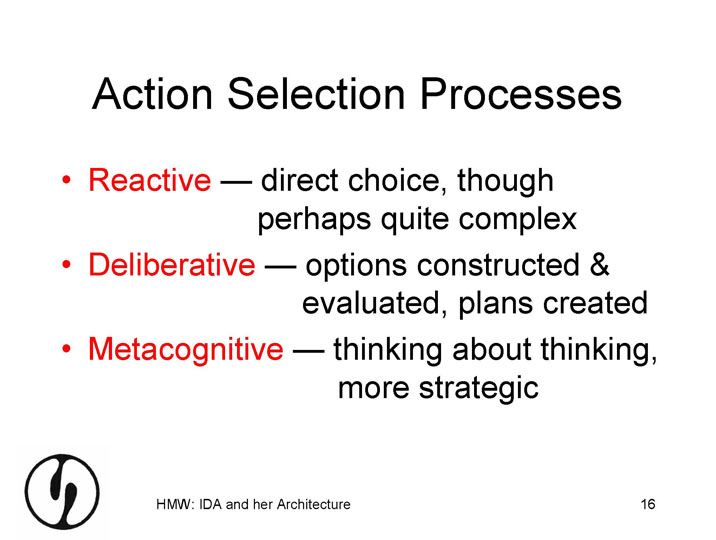 Action Selection Processes
• Reactive — direct choice, though
perhaps quite complex
• Deliberative — options constructed &
evaluated, plans created
• Metacognitive — thinking about thinking,
more strategic
HMW: IDA and her Architecture 16